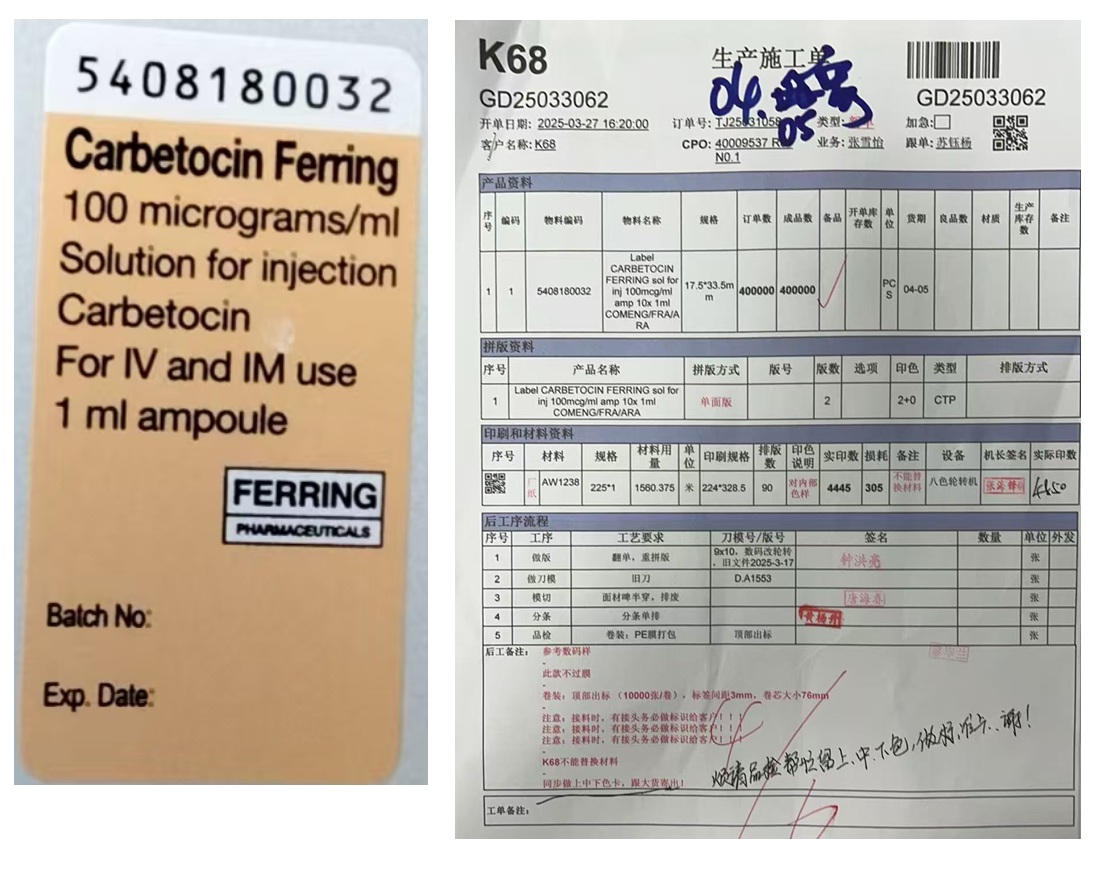 5408180032
Carbetocin Ferring
100 micrograms/ml
Solution for injection
Carbetocin
For IV and IM use
1 ml ampoule
FERRING
PHARMACEUTICALS
Batch No:
Exp. Date:
K68
生产施工单
GD25033062
GD25033062
04.
05
开单日期: 2025-03-27 16:20:00
订单号: TJ25031058
类型:
加急:
客户名称: K68
CPO: 40009537
N0.1
业务: 张雪怡
跟单: 苏钰杨
产品资料
序号 编码 物料编码 物料名称 规格 订单数 成品数 备品 开单库存数 单位 货期 良品数 材质 生产库存数 备注
1 1 5408180032 Label CARBETOCIN FERRING sol for inj 100mcg/ml amp 10x 1ml COMENG/FRA/ARA 17.5*33.5mm 400000 400000 PCS 04-05
拼版资料
序号 产品名称 拼版方式 版号 版数 选项 印色 类型 排版方式
1 Label CARBETOCIN FERRING sol for inj 100mcg/ml amp 10x 1ml COMENG/FRA/ARA 单面版 2 2+0 CTP
印刷和材料资料
序号 材料 规格 材料用量 单位 印刷规格 排版数 印色说明 实印数 损耗 备注 设备 机长签名 实际印数
厂纸 AW1238 225*1 1560.375 米 224*328.5 90 对内部色样 4445 305 不能替换材料 八色轮转机 4450
后工序流程
序号 工序 工艺要求 刀模号/版号 签名 数量 单位 外发
1 做版 翻单，重拼版 9x10，数码改轮转，旧文件2025-3-17 钟洪亮 张
2 做刀模 旧刀 D.A1553 张
3 模切 面材啤半穿，排废 唐海春 张
4 分条 分条单排 张
5 品检 卷装：PE膜打包 顶部出标 张
后工备注：
参考数码样
-
此款不过膜
-
卷装：顶部出标（10000张/卷），标签间距3mm，卷芯大小76mm
-
注意，接料时，有接头务必做标识给客户！！！
注意，接料时，有接头务必做标识给客户！！！
注意，接料时，有接头务必做标识给客户！！！
-
K68不能替换材料
-
同步做上中下色卡，跟大货寄出！
烦请品检帮忙留上.中.下色，做标准卡.谢！
工单备注：